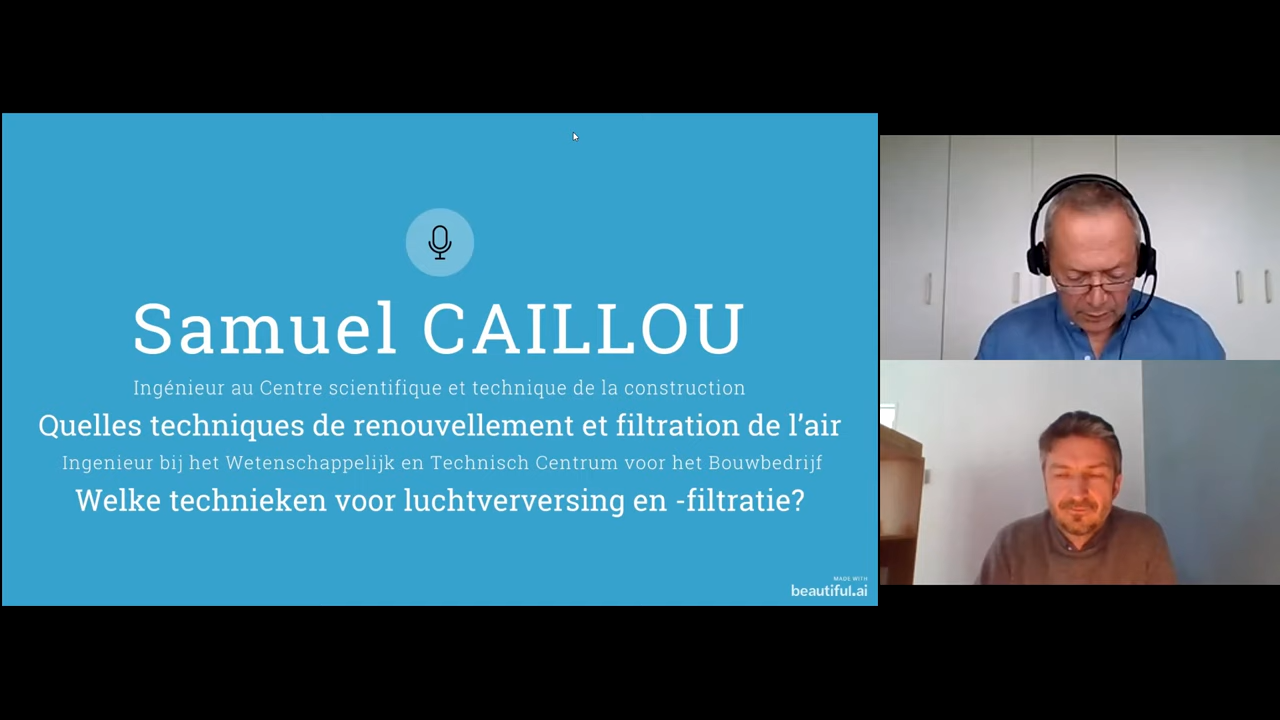 Samuel CAILLOU
Ingénieur au Centre scientifique et technique de la construction
Quelles techniques de renouvellement et filtration de l’air
Ingenieur bij het Wetenschappelijk en Technisch Centrum voor het Bouwbedrijf
Welke technieken voor luchtverversing en -filtratie?
MADE WITH
beautiful.ai